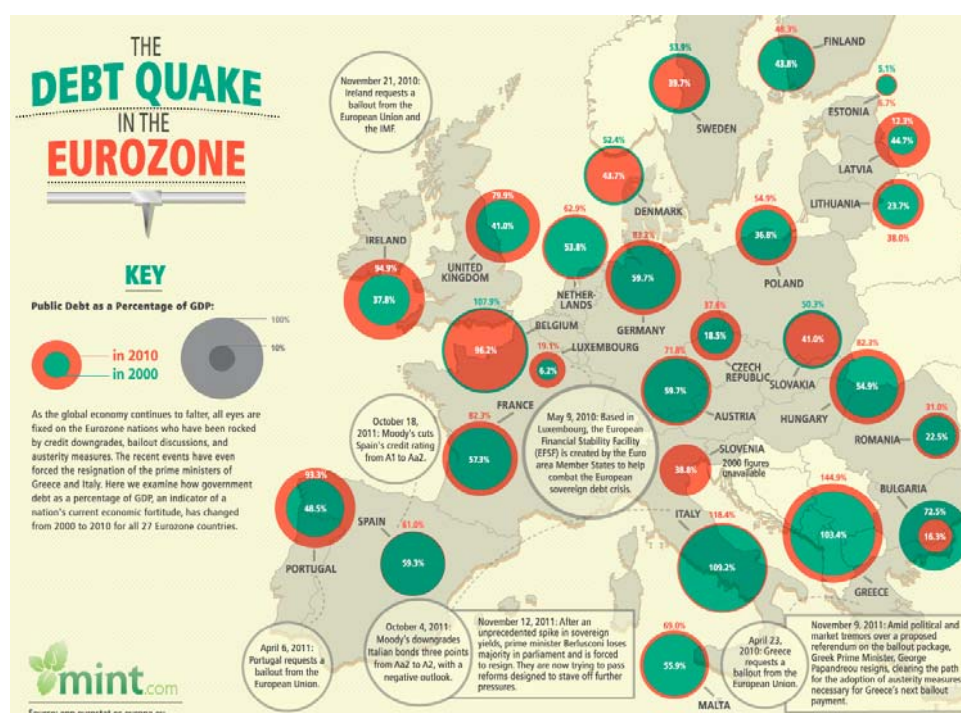 THE
DEBT QUAKE
IN THE
EUROZONE
KEY
Public Debt as a Percentage of GDP:
100%
10%
in 2010
in 2000
As the global economy continues to falter, all eyes are
fixed on the Eurozone nations who have been rocked
by credit downgrades, bailout discussions, and
austerity measures. The recent events have even
forced the resignation of the prime ministers of
Greece and Italy. Here we examine how government
debt as a percentage of GDP, an indicator of a
nation's current economic fortitude, has changed
from 2000 to 2010 for all 27 Eurozone countries.
November 21, 2010:
Ireland requests a
bailout from the
European Union and
the IMF.
53.9%
39.7%
SWEDEN
48.3%
43.8%
FINLAND
5.1%
ESTONIA
6.7%
12.3%
44.7%
LATVIA
LITHUANIA
23.7%
38.0%
52.4%
43.7%
DENMARK
79.9%
41.0%
UNITED
KINGDOM
62.9%
53.8%
NETHER-
LANDS
83.2%
59.7%
GERMANY
54.9%
36.8%
POLAND
IRELAND
94.9%
37.8%
107.9%
BELGIUM
96.2%
19.1%
LUXEMBOURG
6.2%
37.6%
18.5%
CZECH
REPUBLIC
50.3%
41.0%
SLOVAKIA
82.3%
54.9%
HUNGARY
71.8%
59.7%
AUSTRIA
31.0%
22.5%
ROMANIA
FRANCE
82.3%
57.3%
October 18,
2011: Moody's cuts
Spain's credit rating
from A1 to Aa2.
May 9, 2010: Based in
Luxembourg, the European
Financial Stability Facility
(EFSF) is created by the Euro
area Member States to help
combat the European
sovereign debt crisis.
SLOVENIA
2000 figures
unavailable
38.8%
BULGARIA
72.5%
16.3%
93.3%
48.5%
PORTUGAL
SPAIN
61.0%
59.3%
ITALY
118.4%
109.2%
144.9%
103.4%
GREECE
April 6, 2011:
Portugal requests a
bailout from the
European Union.
October 4, 2011:
Moody's downgrades
Italian bonds three
points from Aa2 to A2, with a
negative outlook.
November 12, 2011: After an
unprecedented spike in sovereign
yields, prime minister Berlusconi loses
majority in parliament and is forced
to resign. They are now trying to pass
reforms designed to stave off further
pressures.
69.0%
55.9%
MALTA
April 23,
2010: Greece
requests a
bailout from the
European Union.
November 9, 2011: Amid political and
market tremors over a proposed
referendum on the bailout package,
Greek Prime Minister, George
Papandreou resigns, clearing the path
for the adoption of austerity measures
necessary for Greece's next bailout
payment.
mint.com